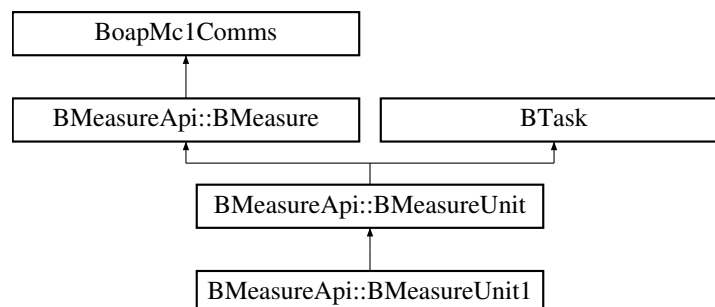 BoapMc1Comms
BMeasureApi::BMeasure
BTask
BMeasureApi::BMeasureUnit
BMeasureApi::BMeasureUnit1